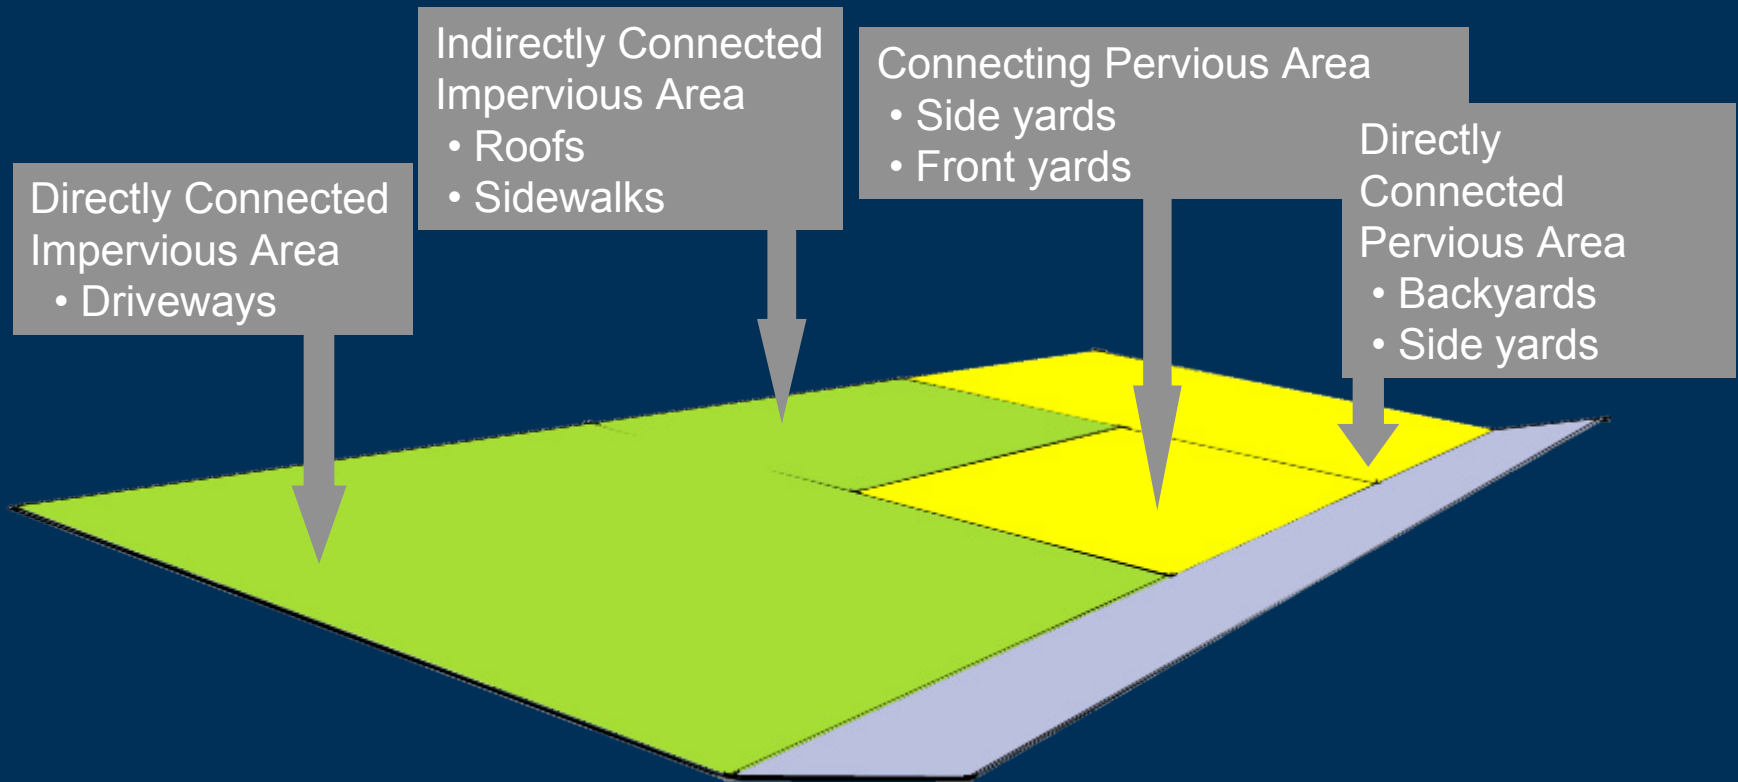 Directly Connected
Impervious Area
• Driveways
Indirectly Connected
Impervious Area
• Roofs
• Sidewalks
Connecting Pervious Area
• Side yards
• Front yards
Directly
Connected
Pervious Area
• Backyards
• Side yards